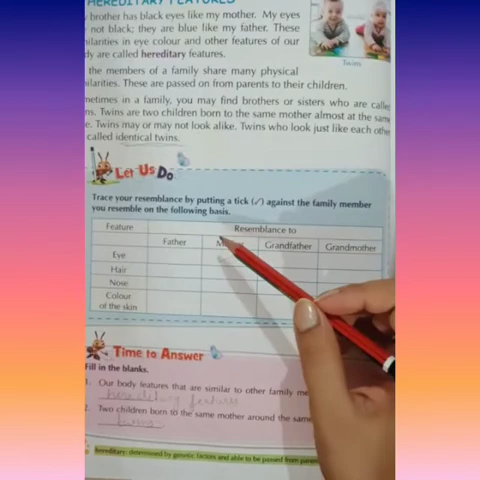 HEREDITARY FEATURES
brother has black eyes like my mother. My eyes
not black; they are blue like my father. These
ilarities in eye colour and other features of our
dy are called hereditary features.
the members of a family share many physical
ilarities. These are passed on from parents to their children.
metimes in a family, you may find brothers or sisters who are calle
ns. Twins are two children born to the same mother almost at the same
e. Twins may or may not look alike. Twins who look just like each othe
called identical twins.
Twins
Let Us Do
Trace your resemblance by putting a tick (✓) against the family member
you resemble on the following basis.
Feature Resemblance to
Father Grandfather Grandmother
Eye
Hair
Nose
Colour
of the skin
Time to Answer
Fill in the blanks.
1. Our body features that are similar to other family me
hereditary features
2. Two children born to the same mother around the same
twins
hereditary: determined by genetic factors and able to be passed from paren